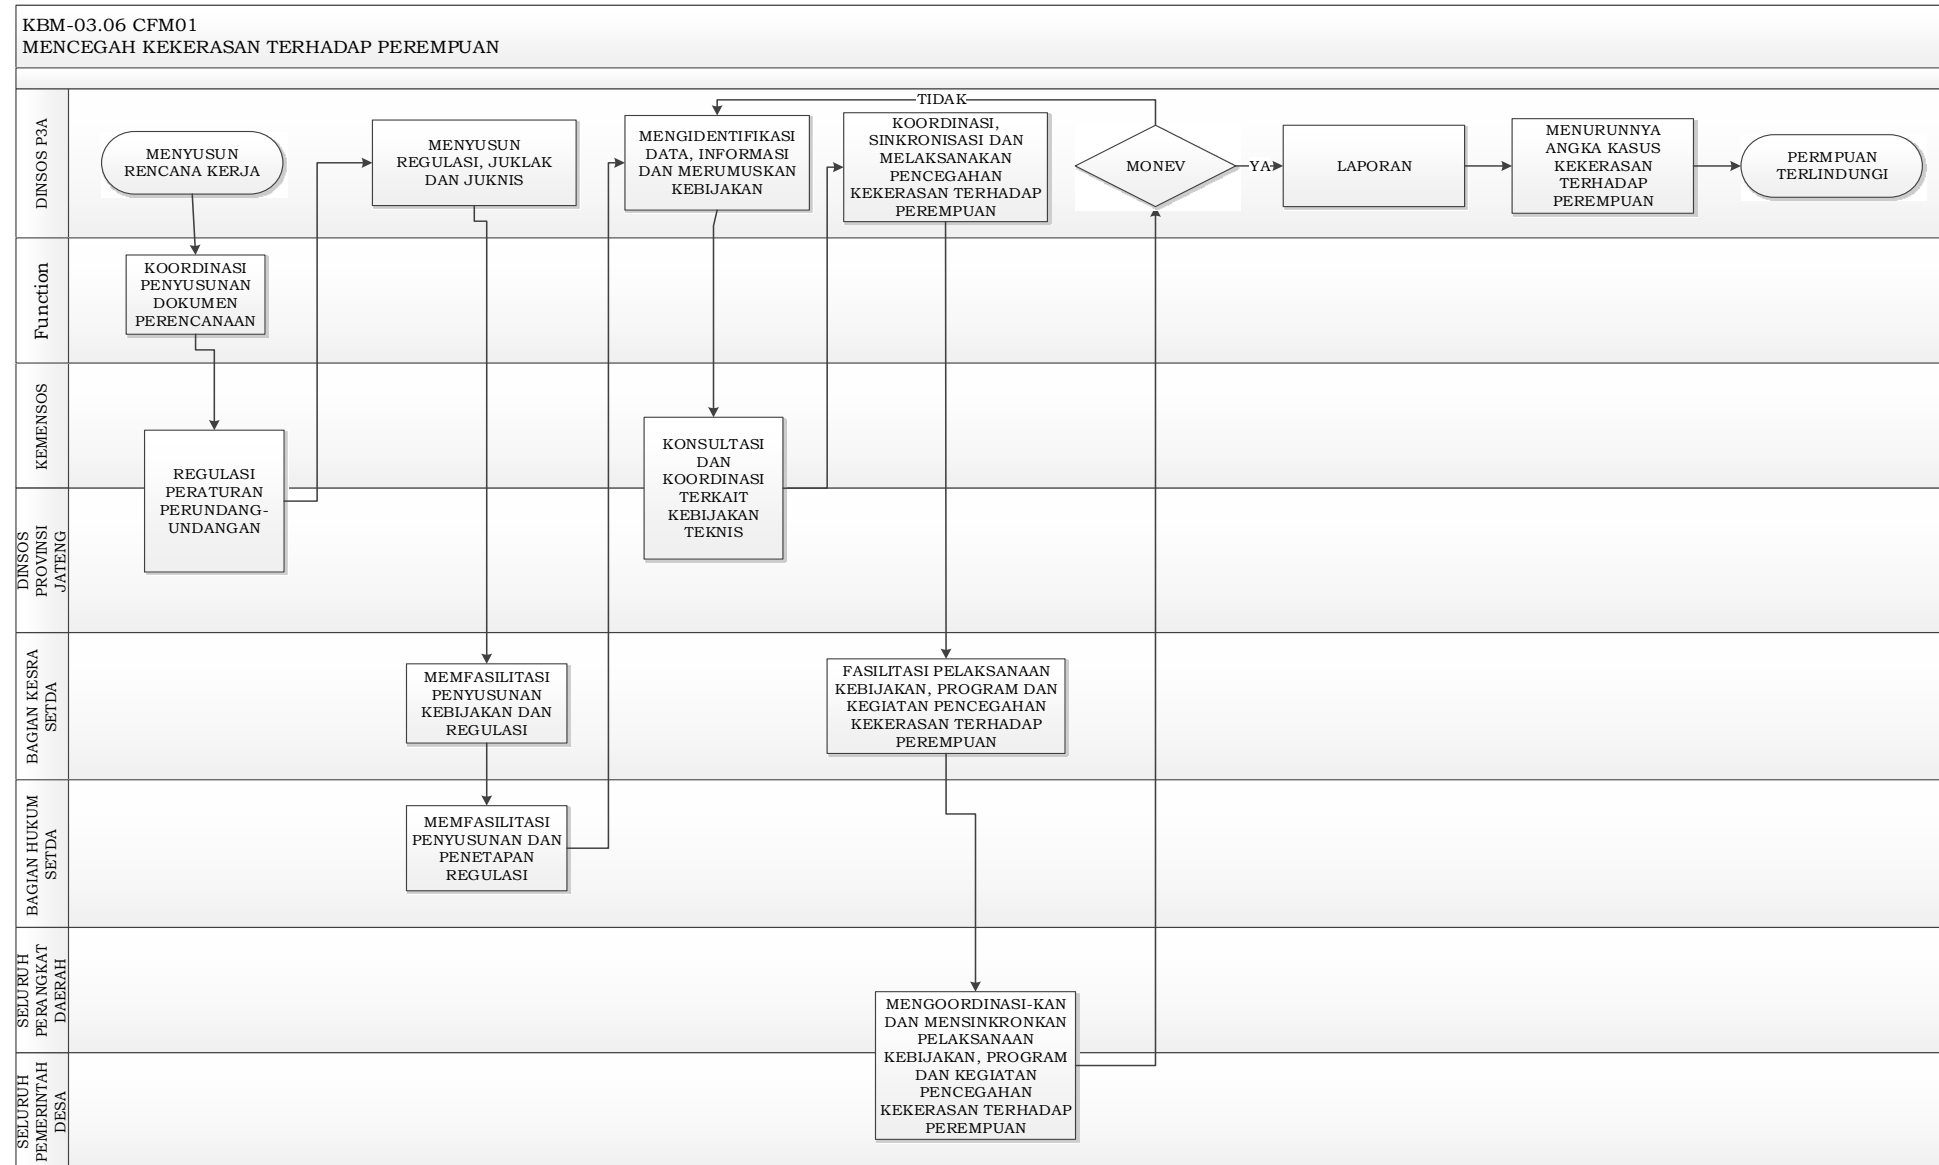 KBM-03.06 CFM01
MENCEGAH KEKERASAN TERHADAP PEREMPUAN
DINSOS P3A
MENYUSUN
RENCANA KERJA
MENYUSUN
REGULASI, JUKLAK
DAN JUKNIS
MENGIDENTIFIKASI
DATA, INFORMASI
DAN MERUMUSKAN
KEBIJAKAN
TIDAK
KOORDINASI,
SINKRONISASI DAN
MELAKSANAKAN
PENCEGAHAN
KEKERASAN TERHADAP
PEREMPUAN
MONEV
YA
LAPORAN
MENURUNNYA
ANGKA KASUS
KEKERASAN
TERHADAP
PEREMPUAN
PERMPUAN
TERLINDUNGI
Function
KOORDINASI
PENYUSUNAN
DOKUMEN
PERENCANAAN
KEMENSOS
REGULASI
PERATURAN
PERUNDANG-
UNDANGAN
KONSULTASI
DAN
KOORDINASI
TERKAIT
KEBIJAKAN
TEKNIS
DINSOS
PROVINSI
JATENG
BAGIAN KESRA
SETDA
MEMFASILITASI
PENYUSUNAN
KEBIJAKAN DAN
REGULASI
FASILITASI PELAKSANAAN
KEBIJAKAN, PROGRAM DAN
KEGIATAN PENCEGAHAN
KEKERASAN TERHADAP
PEREMPUAN
BAGIAN HUKUM
SETDA
MEMFASILITASI
PENYUSUNAN DAN
PENETAPAN
REGULASI
SELURUH
PERANGKAT
DAERAH
MENGOORDINASI-KAN
DAN MENSINKRONKAN
PELAKSANAAN
KEBIJAKAN, PROGRAM
DAN KEGIATAN
PENCEGAHAN
KEKERASAN TERHADAP
PEREMPUAN
SELURUH
PEMERINTAH
DESA